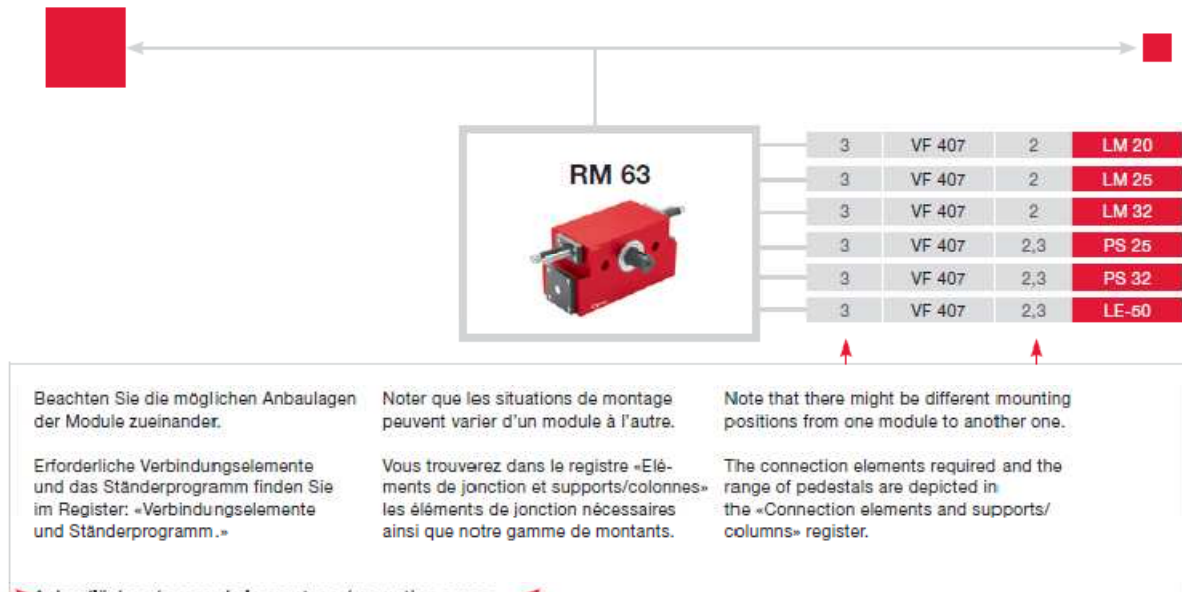 RM 63
3 VF 407 2 LM 20
3 VF 407 2 LM 25
3 VF 407 2 LM 32
3 VF 407 2,3 PS 25
3 VF 407 2,3 PS 32
3 VF 407 2,3 LE-50
Beachten Sie die möglichen Anbaulagen
der Module zueinander.
Erforderliche Verbindungselemente
und das Ständerprogramm finden Sie
im Register: «Verbindungselemente
und Ständerprogramm.»
Noter que les situations de montage
peuvent varier d'un module à l'autre.
Vous trouverez dans le registre «Elé-
ments de jonction et supports/colonnes»
les éléments de jonction nécessaires
ainsi que notre gamme de montants.
Note that there might be different mounting
positions from one module to another one.
The connection elements required and the
range of pedestals are depicted in
the «Connection elements and supports/
columns» register.